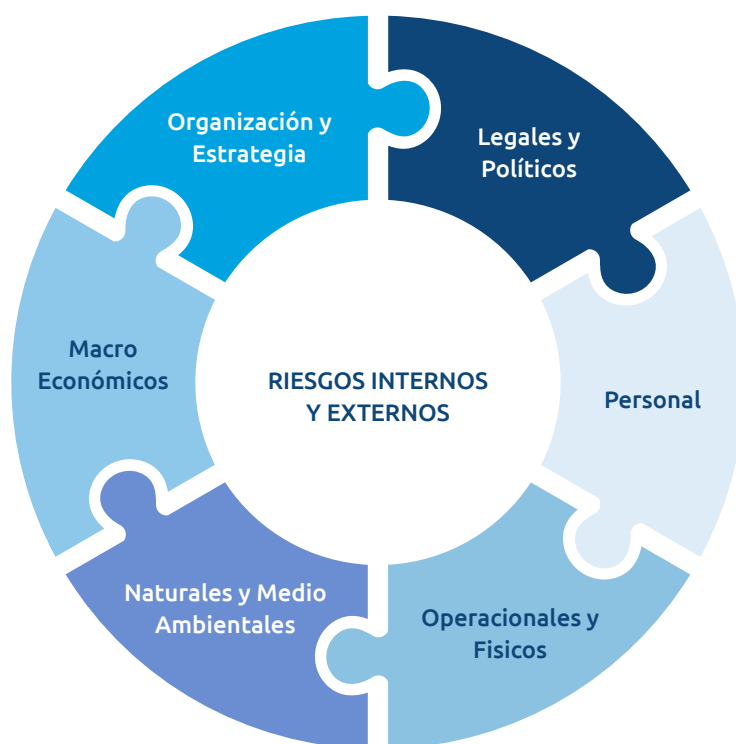 Organización y
Estrategia
Legales y
Políticos
Macro
Económicos
RIESGOS INTERNOS
Y EXTERNOS
Personal
Naturales y Medio
Ambientales
Operacionales y
Fisicos